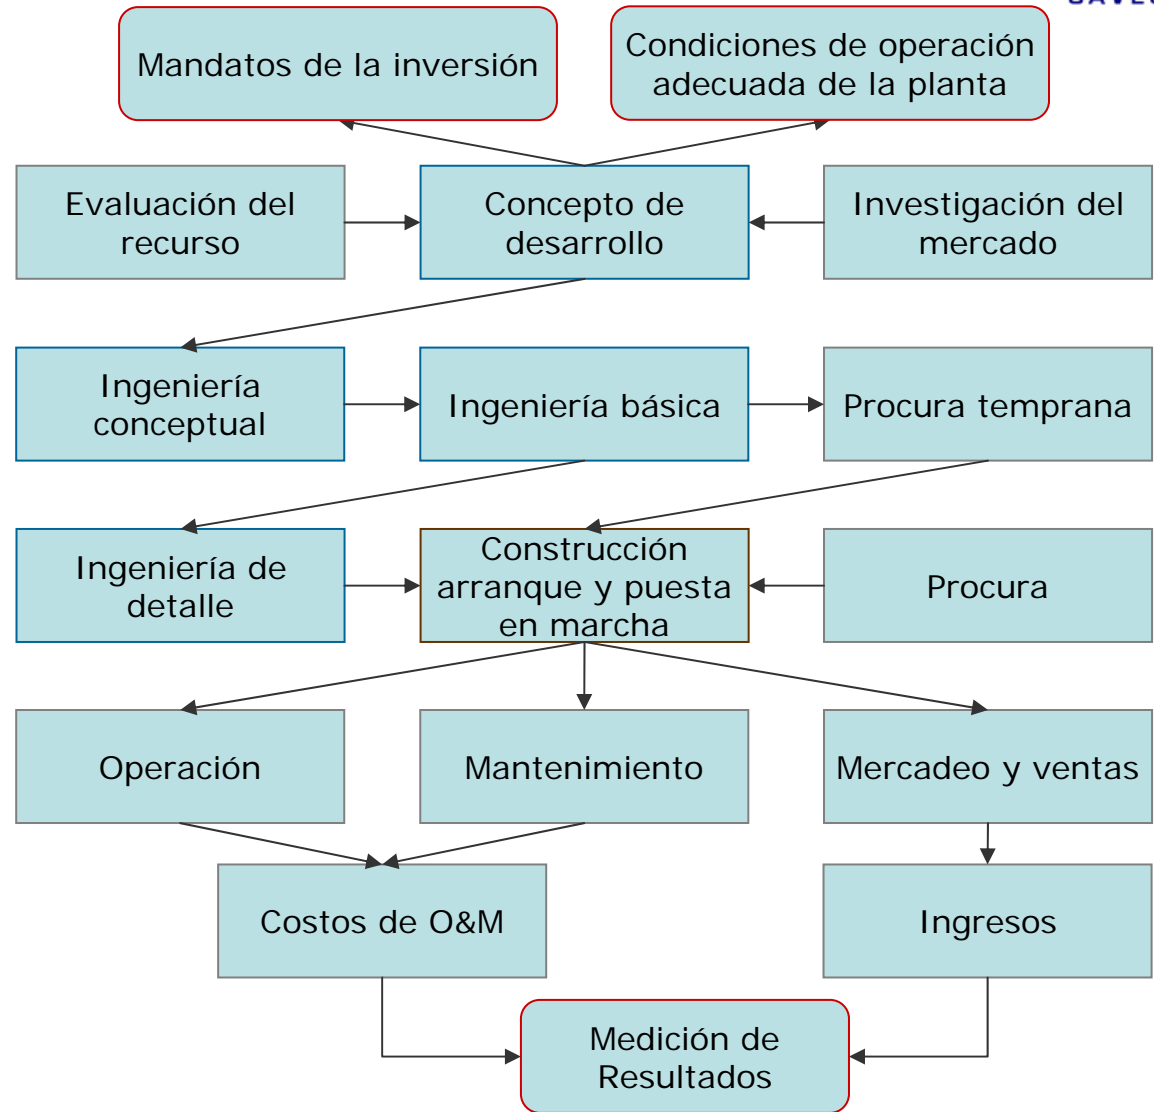 Mandatos de la inversión
Condiciones de operación
adecuada de la planta
Evaluación del
recurso
Concepto de
desarrollo
Investigación del
mercado
Ingeniería
conceptual
Ingeniería básica
Procura temprana
Ingeniería de
detalle
Construcción
arranque y puesta
en marcha
Procura
Operación
Mantenimiento
Mercadeo y ventas
Costos de O&M
Ingresos
Medición de
Resultados